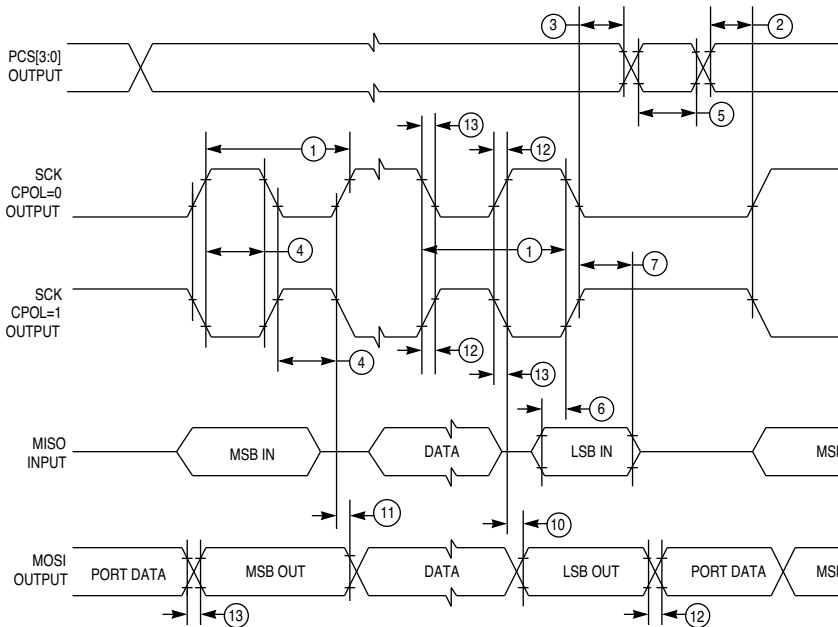 3
2
PCS[3:0]
OUTPUT
5
13
12
1
SCK
CPOL=0
OUTPUT
4
1
7
SCK
CPOL=1
OUTPUT
4
12
13
6
MISO
INPUT
MSB IN
DATA
LSB IN
MSI
11
10
MOSI
OUTPUT
PORT DATA
MSB OUT
DATA
LSB OUT
PORT DATA
MSI
13
12